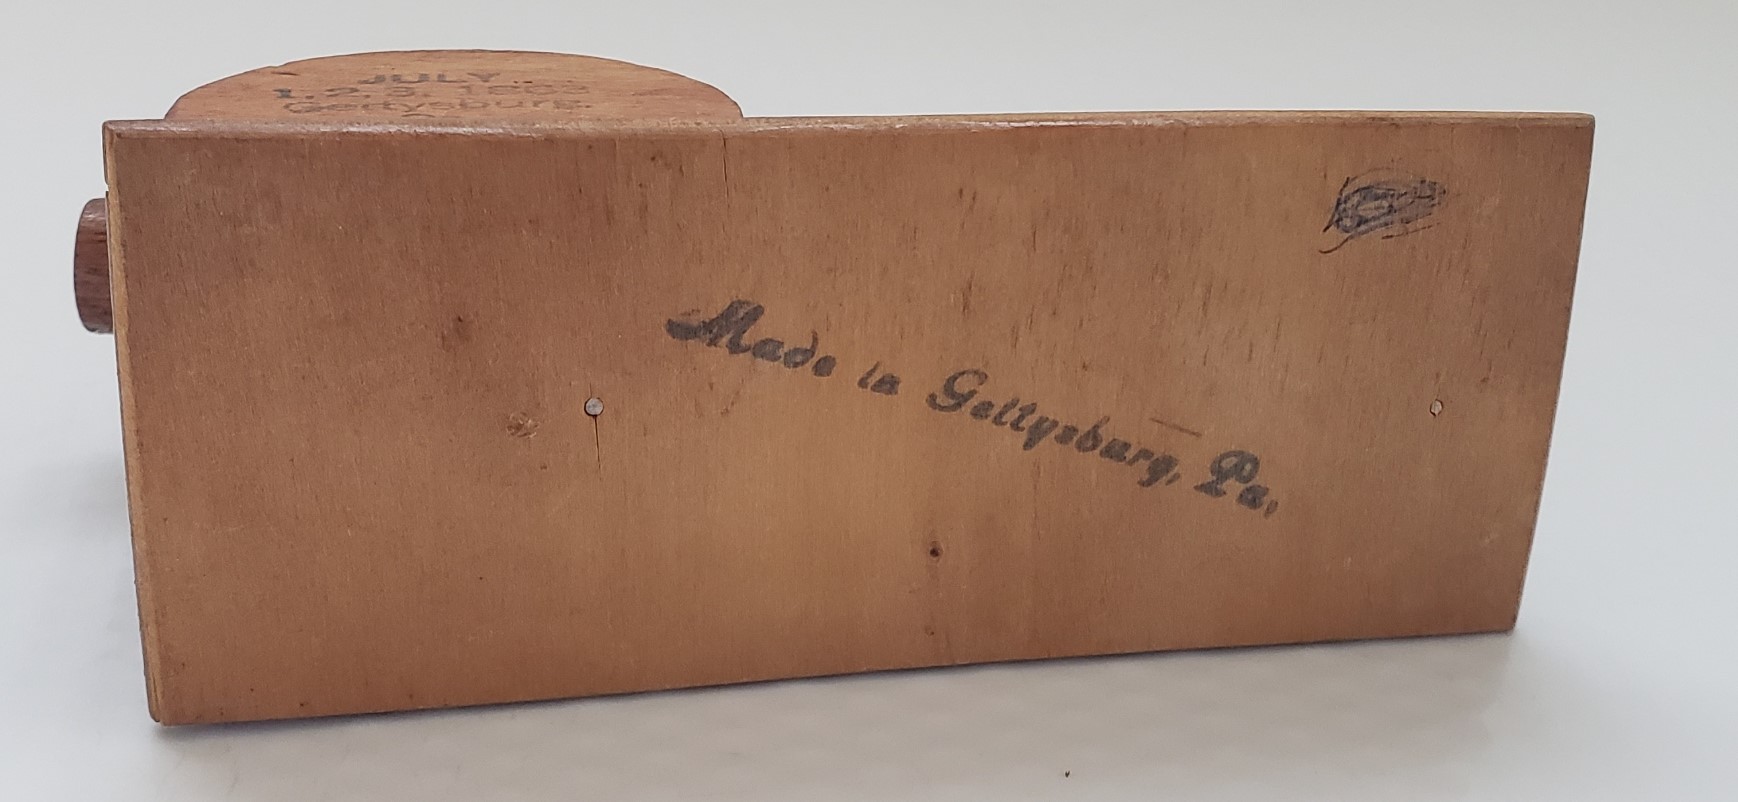 JULY
1, 2, 3, 1863
Gettysburg,
Made in Gettysburg, Pa.